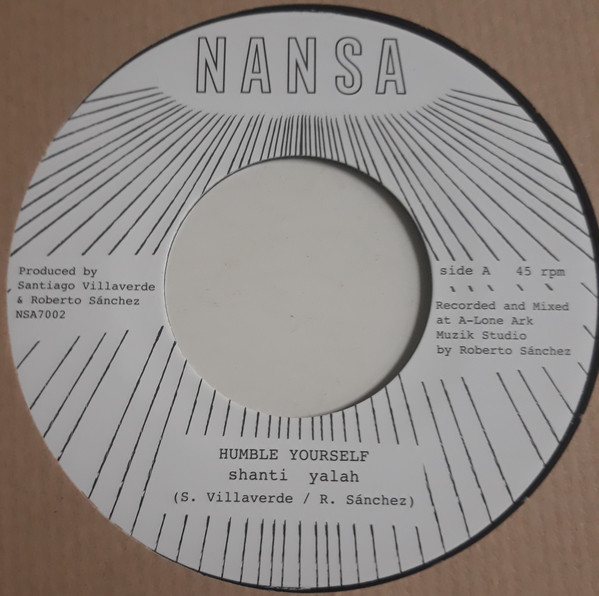 NANSA
Produced by
Santiago Villaverde
& Roberto Sánchez
NSA7002
side A 45 rpm
Recorded and Mixed
at A-Lone Ark
Muzik Studio
by Roberto Sánchez
HUMBLE YOURSELF
shanti yalah
(S. Villaverde / R. Sánchez)